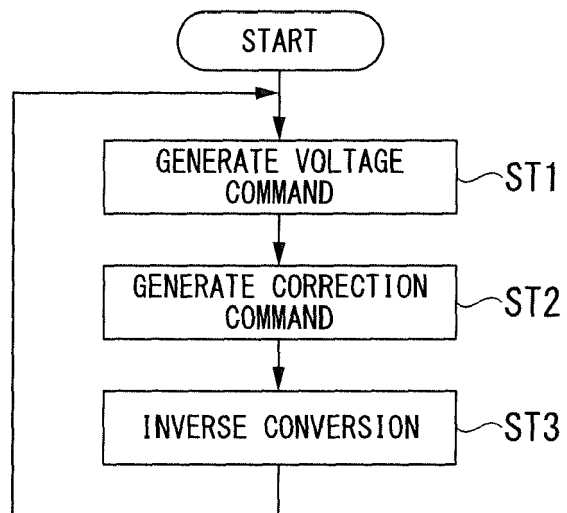 START
GENERATE VOLTAGE
COMMAND
ST1
GENERATE CORRECTION
COMMAND
ST2
INVERSE CONVERSION
ST3